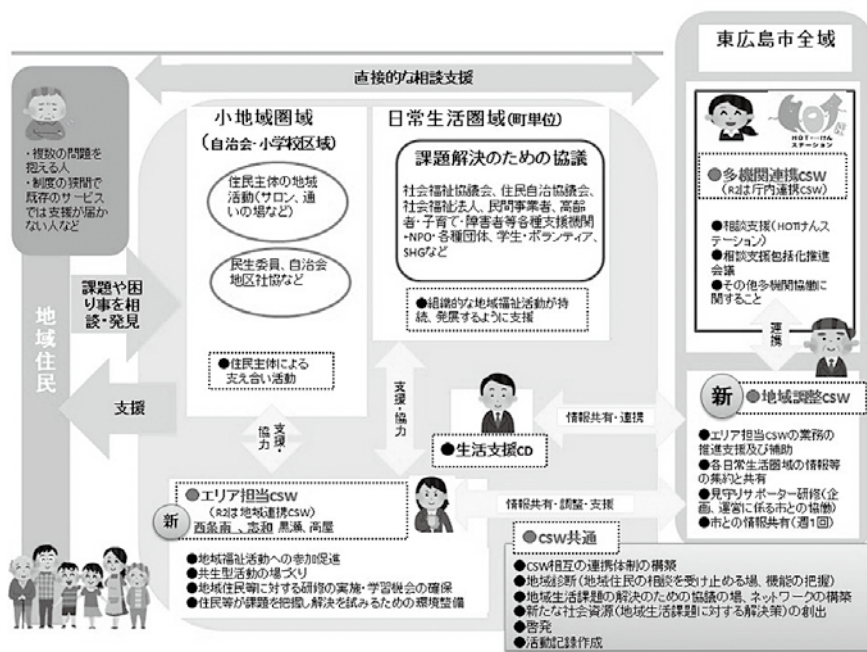 東広島市全域
直接的な相談支援
・複数の問題を
抱える人
・制度の狭間で
既存のサービス
では支援が届か
ない人など
地域住民
課題や困
り事を相
談・発見
支援
小地域圏域
(自治会・小学校区域)
住民主体の地域
活動(サロン、通
いの場など)
民生委員、自治会
地区社協など
●住民主体による
支え合い活動
日常生活圏域(町単位)
課題解決のための協議
社会福祉協議会、住民自治協議会、
社会福祉法人、民間事業者、高齢
者・子育て・障害者等各種支援機関
・NPO・各種団体、学生・ボランティア、
SHGなど
●組織的な地域福祉活動が持
続、発展するように支援
支援・
協力
支援・協力
●生活支援CD
情報共有・連携
情報共有・調整・支援
新
●エリア担当CSW
(R2は地域連携CSW)
西条南、志和 黒瀬、高屋
●地域福祉活動への参加促進
●共生型活動の場づくり
●地域住民等に対する研修の実施・学習機会の確保
●住民等が課題を把握し解決を試みるための環境整備
HOTけん
ステーション
●多機関連携CSW
(R2は庁内連携CSW)
●相談支援(HOTけんス
テーション)
●相談支援包括化推進
会議
●その他多機関協働に
関すること
連携
新
●地域調整CSW
●エリア担当CSWの業務の
推進支援及び補助
●各日常生活圏域の情報等
の集約と共有
●見守りサポーター研修(企
画、運営に係る市との協働)
●市との情報共有(週1回)
●CSW共通
●CSW相互の連携体制の構築
●地域診断(地域住民の相談を受け止める場、機能の把握)
●地域生活課題の解決のための協議の場、ネットワークの構築
●新たな社会資源(地域生活課題に対する解決策)の創出
●啓発
●活動記録作成